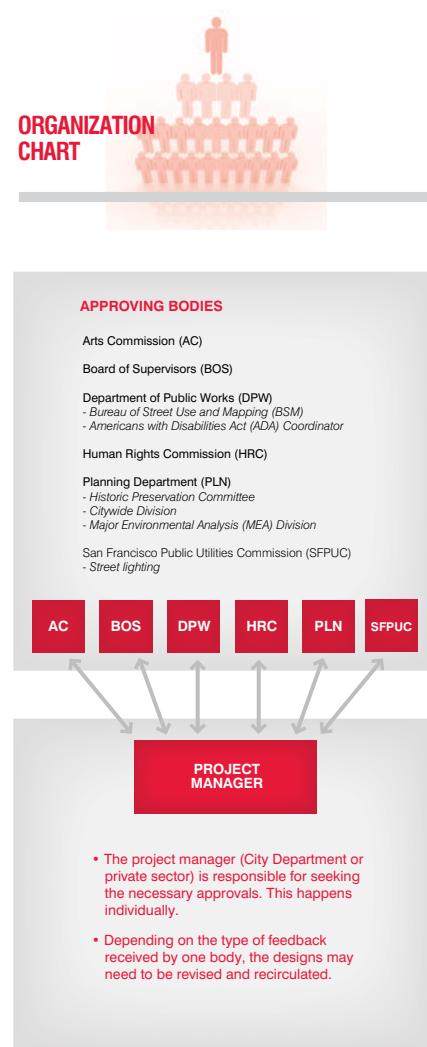 ORGANIZATION
CHART
APPROVING BODIES
Arts Commission (AC)
Board of Supervisors (BOS)
Department of Public Works (DPW)
- Bureau of Street Use and Mapping (BSM)
- Americans with Disabilities Act (ADA) Coordinator
Human Rights Commission (HRC)
Planning Department (PLN)
- Historic Preservation Committee
- Citywide Division
- Major Environmental Analysis (MEA) Division
San Francisco Public Utilities Commission (SFPUC)
- Street lighting
AC BOS DPW HRC PLN SFPUC
PROJECT
MANAGER
• The project manager (City Department or
private sector) is responsible for seeking
the necessary approvals. This happens
individually.
• Depending on the type of feedback
received by one body, the designs may
need to be revised and recirculated.